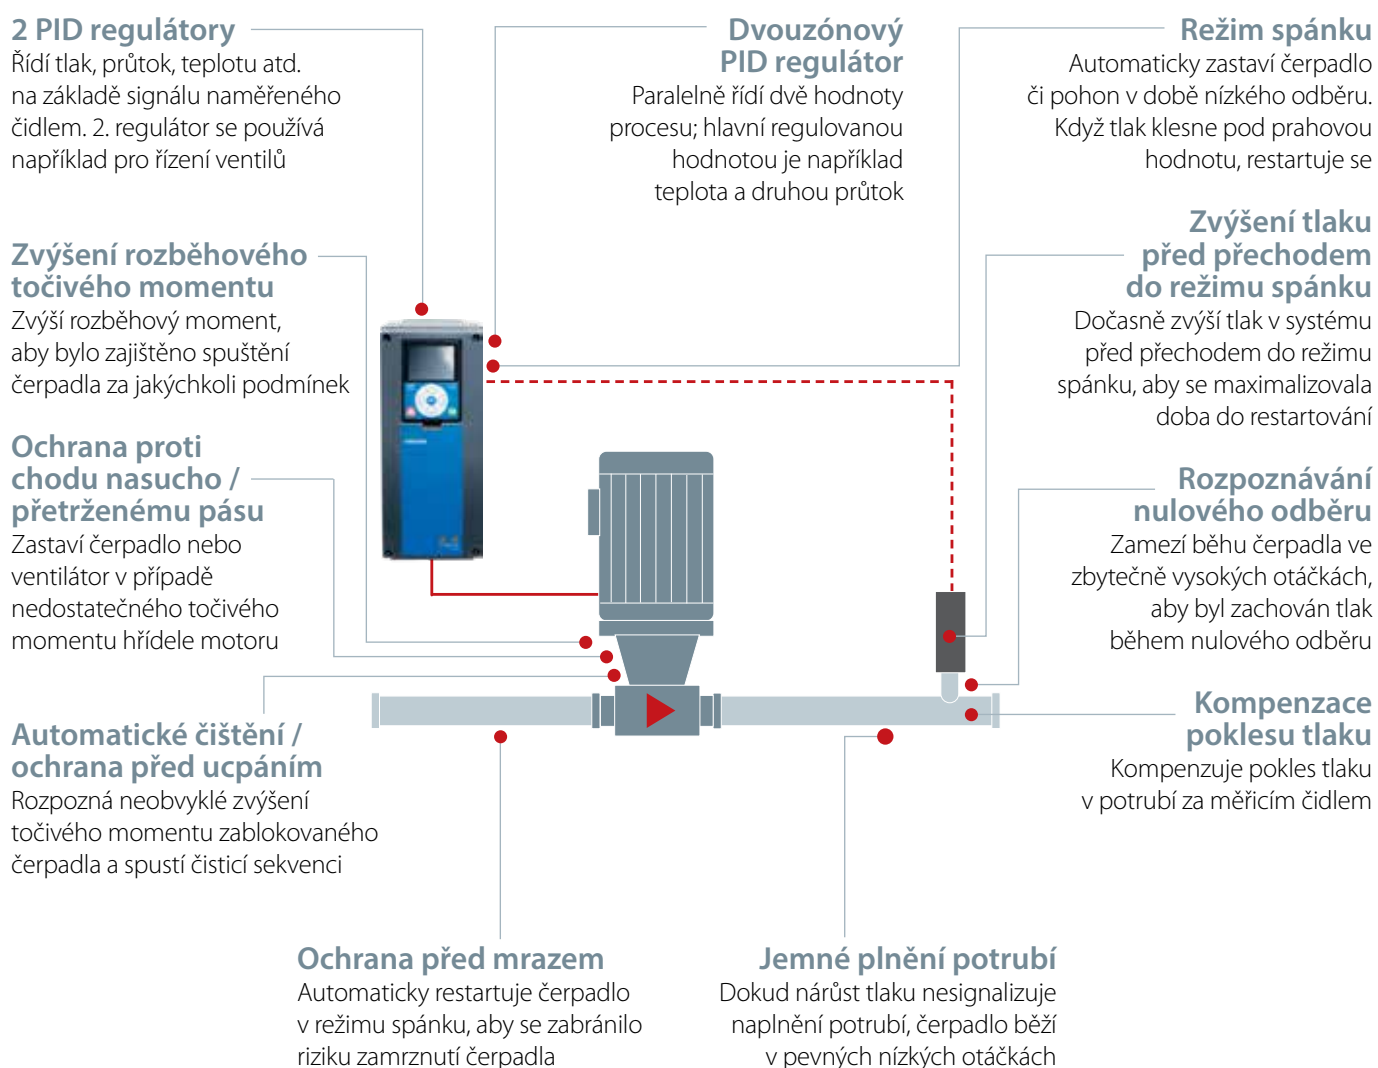 2 PID regulátory
Řídí tlak, průtok, teplotu atd.
na základě signálu naměřeného
čidlem. 2. regulátor se používá
například pro řízení ventilů
Dvouzónový
PID regulátor
Paralelně řídí dvě hodnoty
procesu; hlavní regulovanou
hodnotou je například
teplota a druhou průtok
Režim spánku
Automaticky zastaví čerpadlo
či pohon v době nízkého odběru.
Když tlak klesne pod prahovou
hodnotu, restartuje se
Zvýšení rozběhového
točivého momentu
Zvýší rozběhový moment,
aby bylo zajištěno spuštění
čerpadla za jakýchkoli podmínek
Zvýšení tlaku
před přechodem
do režimu spánku
Dočasně zvýší tlak v systému
před přechodem do režimu
spánku, aby se maximalizovala
doba do restartování
Ochrana proti
chodu nasucho /
přetrženému pásu
Zastaví čerpadlo nebo
ventilátor v případě
nedostatečného točivého
momentu hřídele motoru
Rozpoznávání
nulového odběru
Zamezí běhu čerpadla ve
zbytečně vysokých otáčkách,
aby byl zachován tlak
během nulového odběru
Automatické čištění /
ochrana před ucpáním
Rozpozná neobvyklé zvýšení
točivého momentu zablokovaného
čerpadla a spustí čisticí sekvenci
Kompenzace
poklesu tlaku
Kompenzuje pokles tlaku
v potrubí za měřicím čidlem
Ochrana před mrazem
Automaticky restartuje čerpadlo
v režimu spánku, aby se zabránilo
riziku zamrznutí čerpadla
Jemné plnění potrubí
Dokud nárůst tlaku nesignalizuje
naplnění potrubí, čerpadlo běží
v pevných nízkých otáčkách